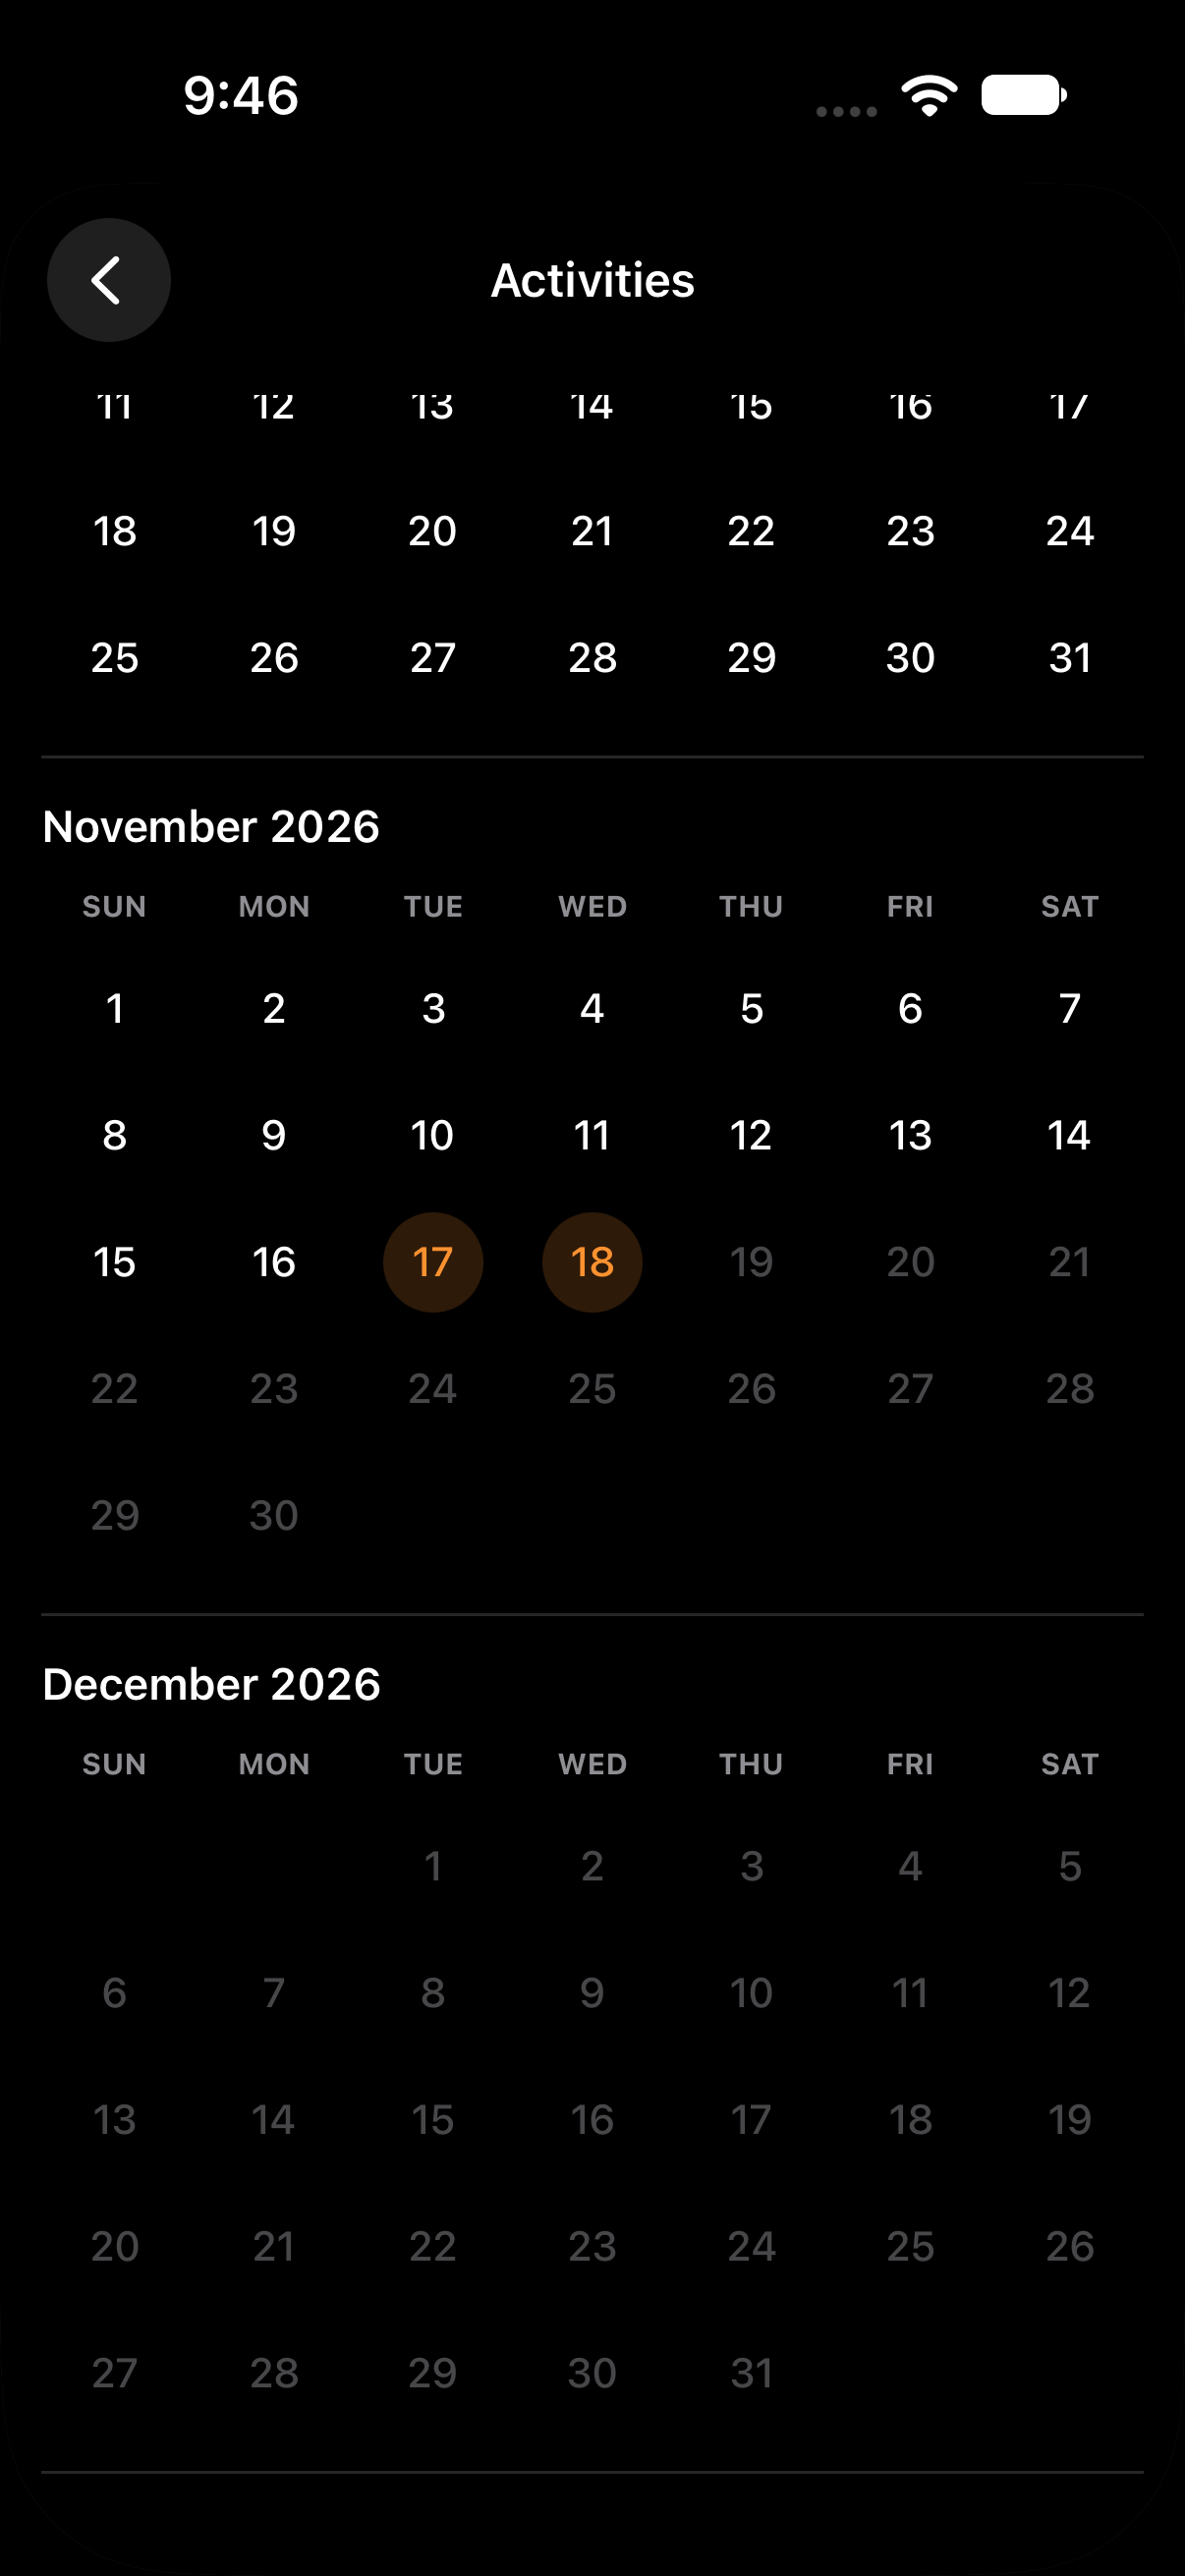 9:46
Activities
11 12 13 14 15 16 17
18 19 20 21 22 23 24
25 26 27 28 29 30 31
November 2026
SUN MON TUE WED THU FRI SAT
1 2 3 4 5 6 7
8 9 10 11 12 13 14
15 16 17 18 19 20 21
22 23 24 25 26 27 28
29 30
December 2026
SUN MON TUE WED THU FRI SAT
1 2 3 4 5
6 7 8 9 10 11 12
13 14 15 16 17 18 19
20 21 22 23 24 25 26
27 28 29 30 31